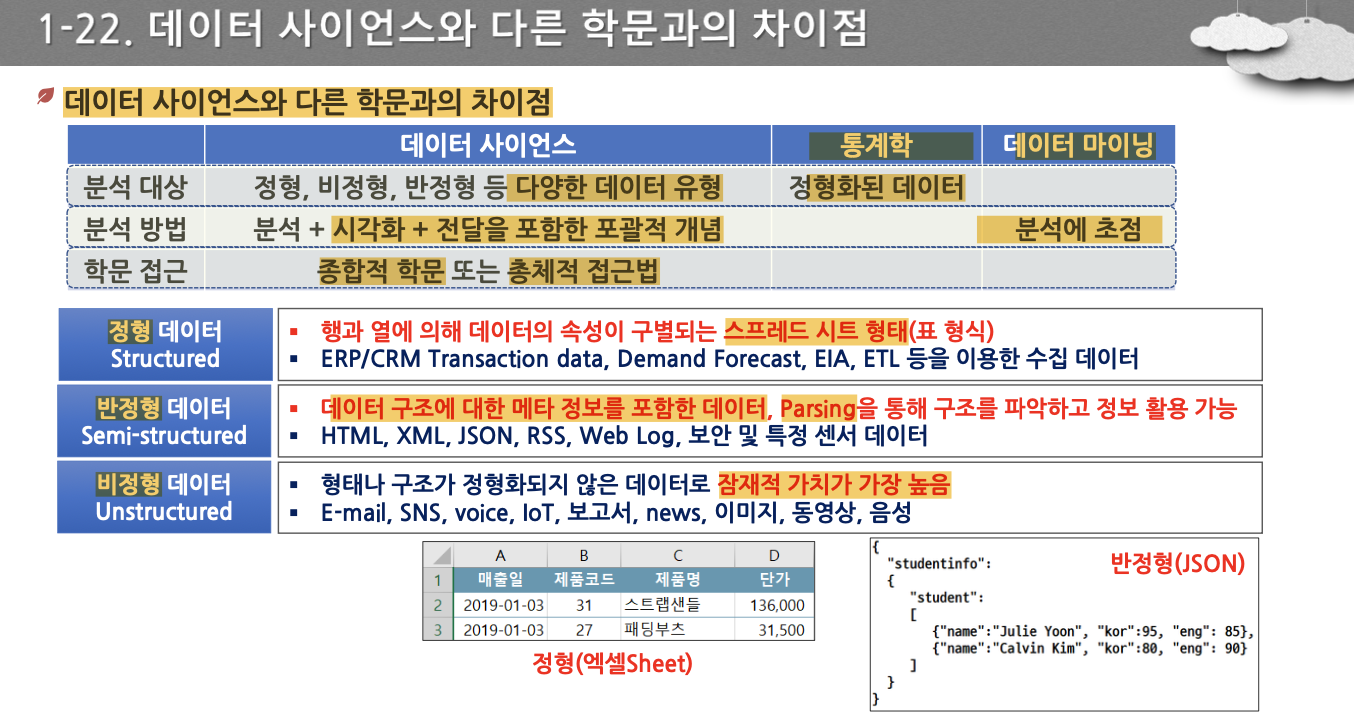 1-22. 데이터 사이언스와 다른 학문과의 차이점
데이터 사이언스와 다른 학문과의 차이점
데이터 사이언스 통계학 데이터 마이닝
분석 대상 정형, 비정형, 반정형 등 다양한 데이터 유형 정형화된 데이터
분석 방법 분석 + 시각화 + 전달을 포함한 포괄적 개념 분석에 초점
학문 접근 종합적 학문 또는 총체적 접근법
정형 데이터
Structured
▪ 행과 열에 의해 데이터의 속성이 구별되는 스프레드 시트 형태(표 형식)
▪ ERP/CRM Transaction data, Demand Forecast, EIA, ETL 등을 이용한 수집 데이터
반정형 데이터
Semi-structured
▪ 데이터 구조에 대한 메타 정보를 포함한 데이터, Parsing을 통해 구조를 파악하고 정보 활용 가능
▪ HTML, XML, JSON, RSS, Web Log, 보안 및 특정 센서 데이터
비정형 데이터
Unstructured
▪ 형태나 구조가 정형화되지 않은 데이터로 잠재적 가치가 가장 높음
▪ E-mail, SNS, voice, IoT, 보고서, news, 이미지, 동영상, 음성
A B C D
1 매출일 제품코드 제품명 단가
2 2019-01-03 31 스트랩샌들 136,000
3 2019-01-03 27 패딩부츠 31,500
정형(엑셀Sheet)
{
"studentinfo":
반정형(JSON)
{
"student":
[
{"name":"Julie Yoon", "kor":95, "eng": 85},
{"name":"Calvin Kim", "kor":80, "eng": 90}
]
}
}